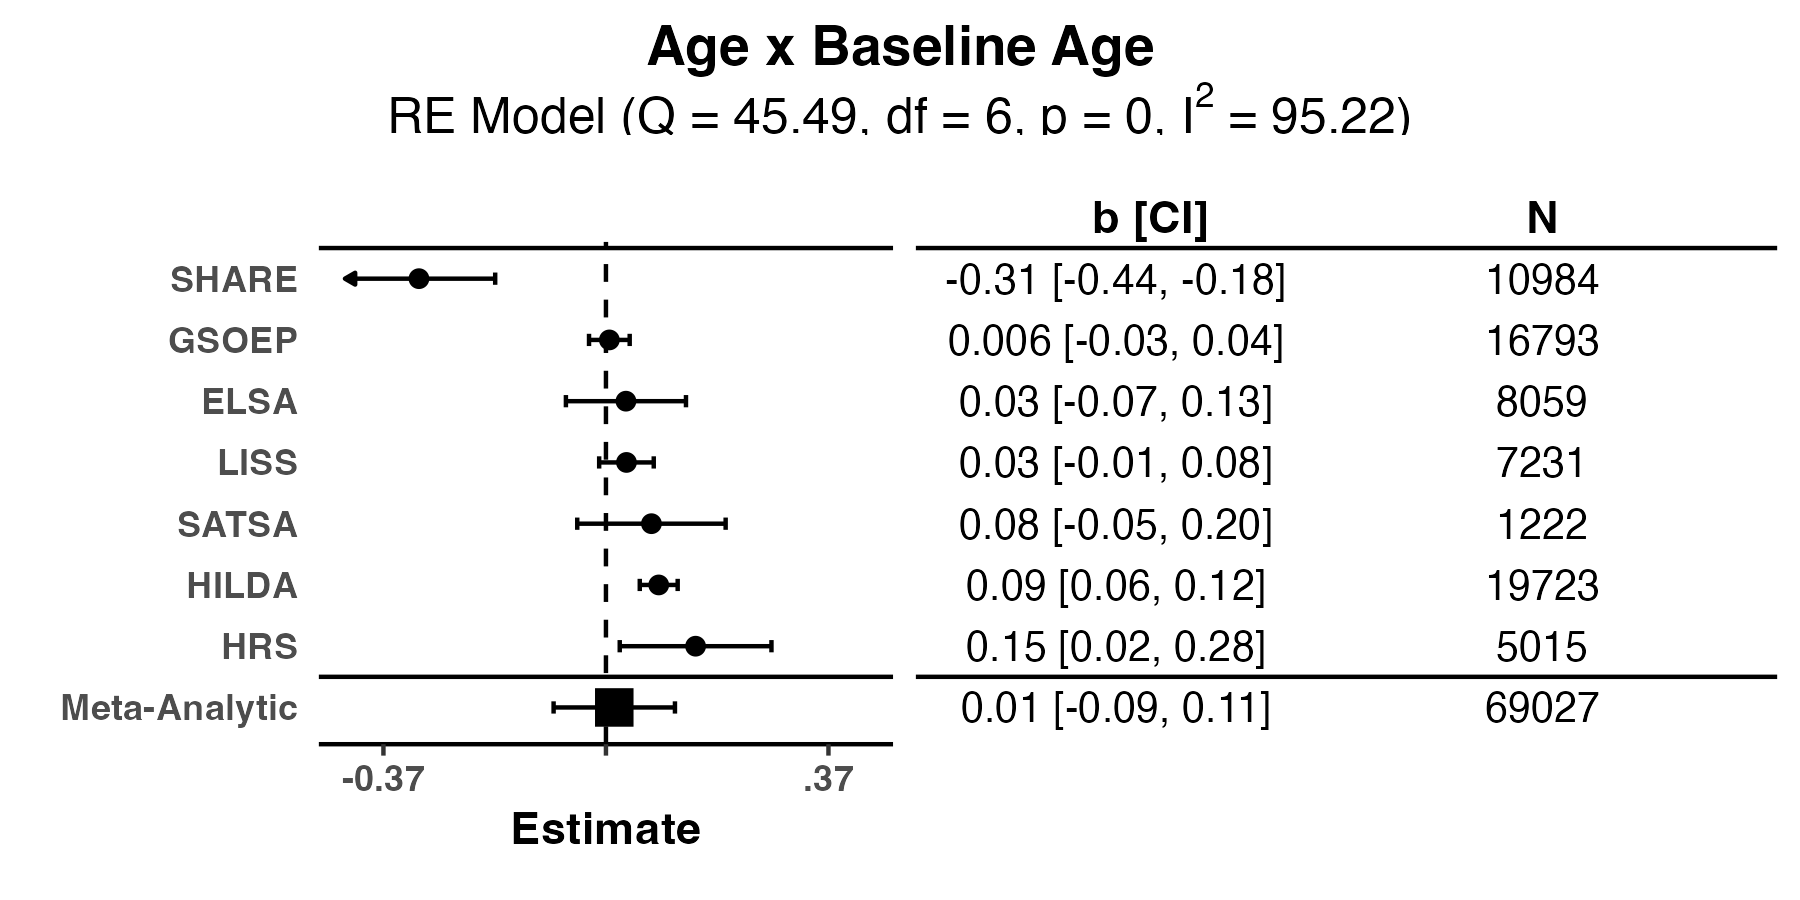 Age x Baseline Age
RE Model (Q = 45.49, df = 6, p = 0, I² = 95.22)
b [CI] N
SHARE -0.31 [-0.44, -0.18] 10984
GSOEP 0.006 [-0.03, 0.04] 16793
ELSA 0.03 [-0.07, 0.13] 8059
LISS 0.03 [-0.01, 0.08] 7231
SATSA 0.08 [-0.05, 0.20] 1222
HILDA 0.09 [0.06, 0.12] 19723
HRS 0.15 [0.02, 0.28] 5015
Meta-Analytic 0.01 [-0.09, 0.11] 69027
-0.37 .37
Estimate